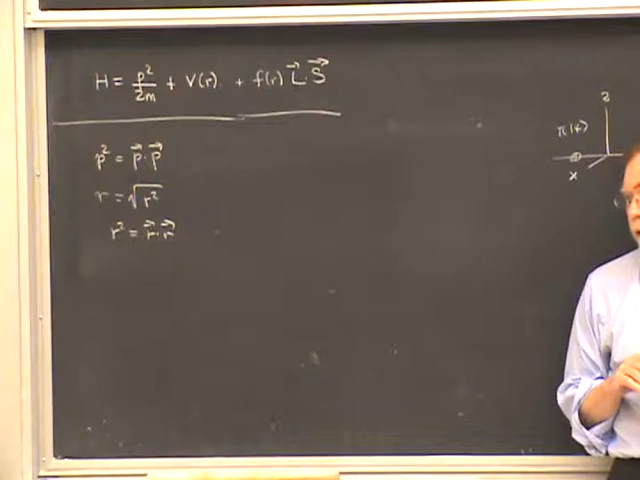 H = p²/2m + V(r) + f(r) L⃗·S⃗
p² = p⃗·p⃗
r = √r²
r² = r⃗·r⃗
z
x